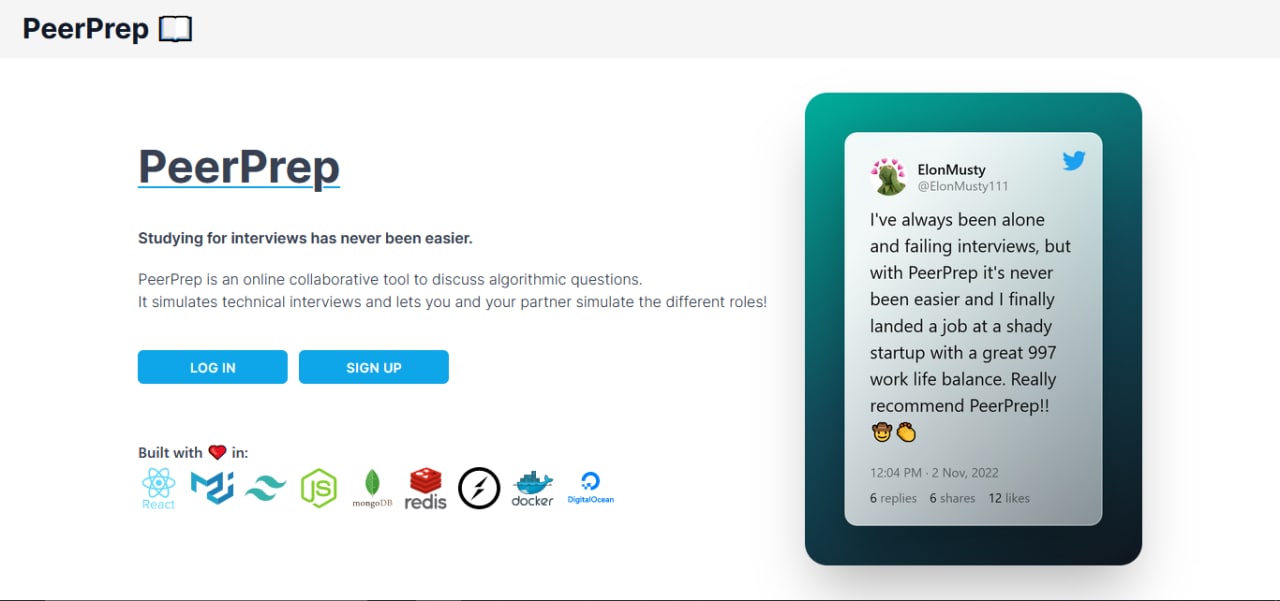 PeerPrep
PeerPrep
Studying for interviews has never been easier.
PeerPrep is an online collaborative tool to discuss algorithmic questions.
It simulates technical interviews and lets you and your partner simulate the different roles!
LOG IN
SIGN UP
Built with ❤️ in:
React
JS
mongoDB
redis
docker
DigitalOcean
ElonMusty
@ElonMusty111
I've always been alone
and failing interviews, but
with PeerPrep it's never
been easier and I finally
landed a job at a shady
startup with a great 997
work life balance. Really
recommend PeerPrep!!
🤠👏
12:04 PM · 2 Nov, 2022
6 replies 6 shares 12 likes